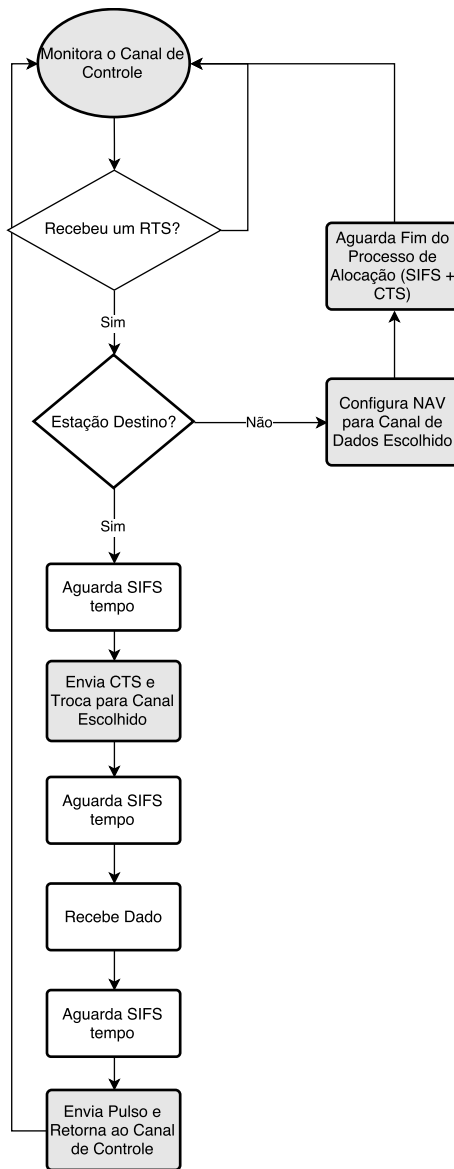 Monitora o Canal de
Controle
Recebeu um RTS?
Sim
Estação Destino?
Não
Configura NAV
para Canal de
Dados Escolhido
Aguarda Fim do
Processo de
Alocação (SIFS +
CTS)
Sim
Aguarda SIFS
tempo
Envia CTS e
Troca para Canal
Escolhido
Aguarda SIFS
tempo
Recebe Dado
Aguarda SIFS
tempo
Envia Pulso e
Retorna ao Canal
de Controle